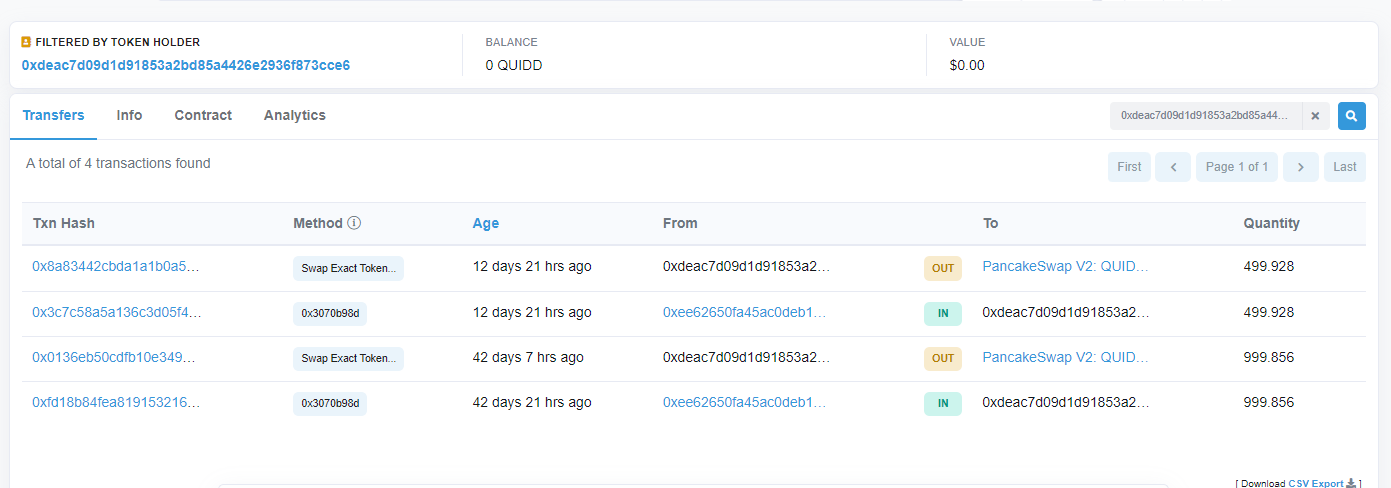 FILTERED BY TOKEN HOLDER BALANCE VALUE
0xdeac7d09d1d91853a2bd85a4426e2936f873cce6 0 QUIDD $0.00
Transfers Info Contract Analytics 0xdeac7d09d1d91853a2bd85a44...
A total of 4 transactions found First Page 1 of 1 Last
Txn Hash Method Age From To Quantity
0x8a83442cbda1a1b0a5... Swap Exact Token... 12 days 21 hrs ago 0xdeac7d09d1d91853a2... OUT PancakeSwap V2: QUID... 499.928
0x3c7c58a5a136c3d05f4... 0x3070b98d 12 days 21 hrs ago 0xee62650fa45ac0deb1... IN 0xdeac7d09d1d91853a2... 499.928
0x0136eb50cdfb10e349... Swap Exact Token... 42 days 7 hrs ago 0xdeac7d09d1d91853a2... OUT PancakeSwap V2: QUID... 999.856
0xfd18b84fea819153216... 0x3070b98d 42 days 21 hrs ago 0xee62650fa45ac0deb1... IN 0xdeac7d09d1d91853a2... 999.856
[ Download CSV Export ]